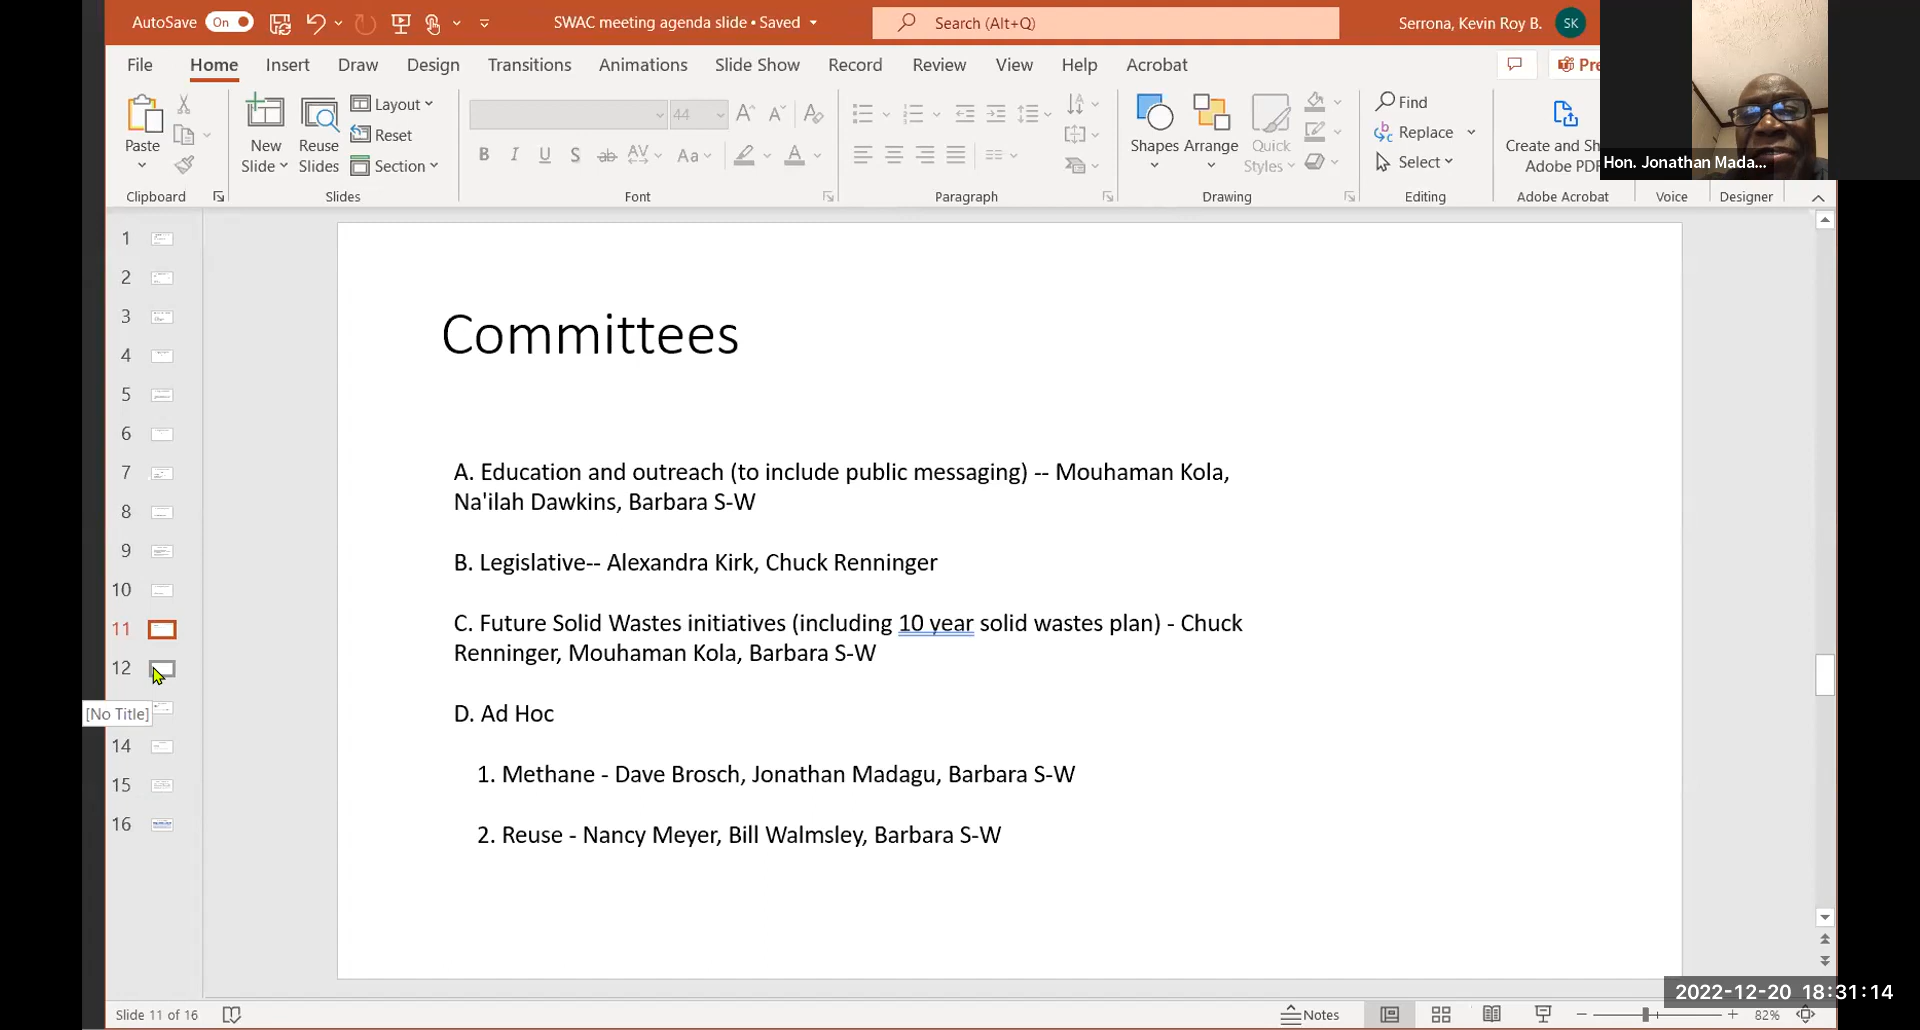 AutoSave On SWAC meeting agenda slide • Saved Search (Alt+Q) Serrona, Kevin Roy B. SK
File Home Insert Draw Design Transitions Animations Slide Show Record Review View Help Acrobat
Paste
New Slide
Reuse Slides
Layout
Reset
Section
44
B I U S ab AV Aa A
Shapes
Arrange
Quick Styles
Find
Replace
Select
Create and
Adobe PDF
Hon. Jonathan Mada...
Clipboard Slides Font Paragraph Drawing Editing Adobe Acrobat Voice Designer
1
2
3
4
5
6
7
8
9
10
11
12
[No Title]
14
15
16
Committees
A. Education and outreach (to include public messaging) -- Mouhaman Kola,
Na'ilah Dawkins, Barbara S-W
B. Legislative-- Alexandra Kirk, Chuck Renninger
C. Future Solid Wastes initiatives (including 10 year solid wastes plan) - Chuck
Renninger, Mouhaman Kola, Barbara S-W
D. Ad Hoc
1. Methane - Dave Brosch, Jonathan Madagu, Barbara S-W
2. Reuse - Nancy Meyer, Bill Walmsley, Barbara S-W
2022-12-20 18:31:14
Slide 11 of 16 Notes 82%